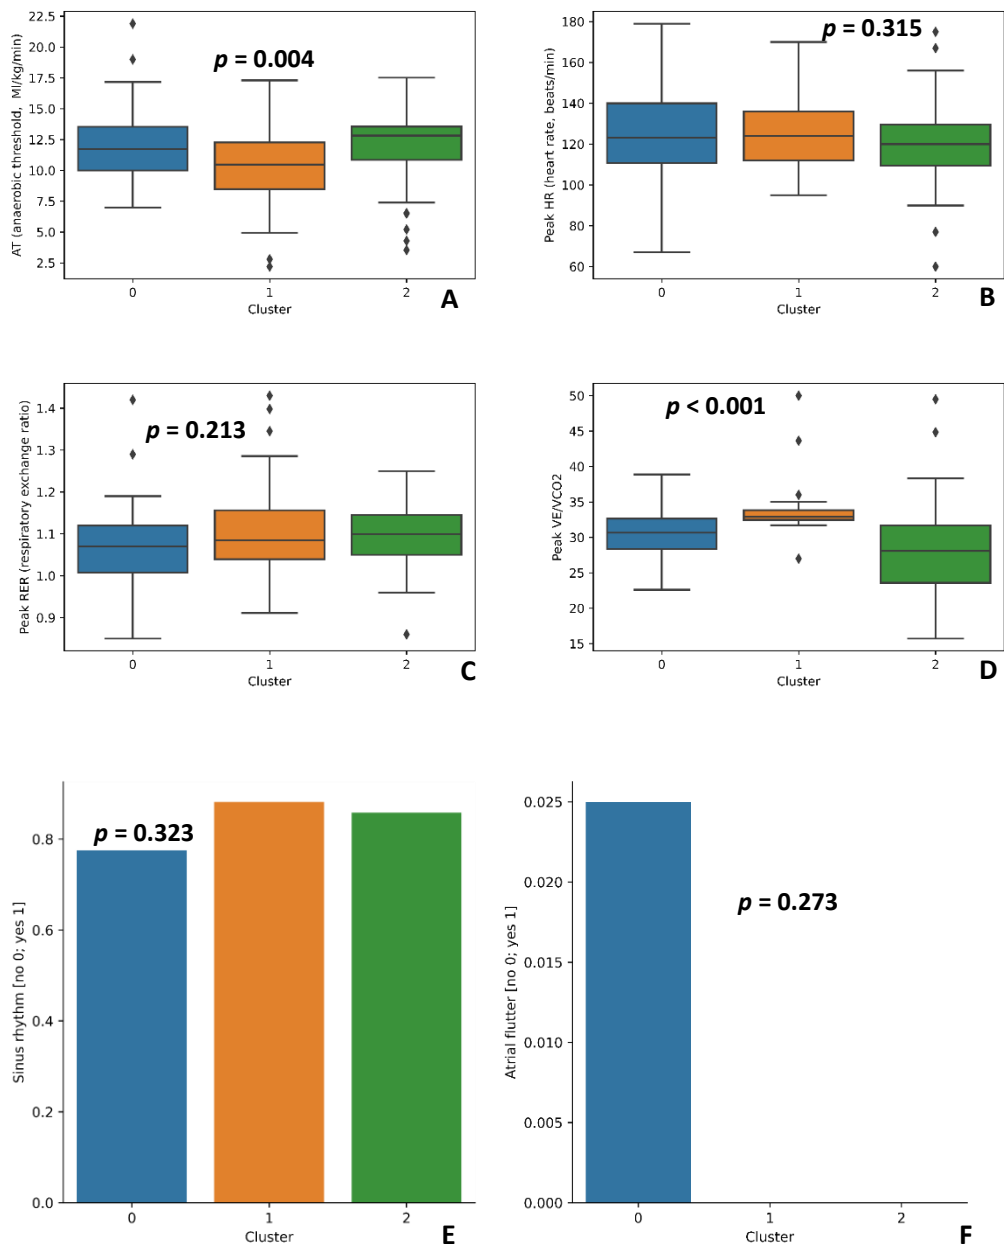 AT (anaerobic threshold, Ml/kg/min)
22.5
20.0
17.5
15.0
12.5
10.0
7.5
5.0
2.5
p = 0.004
0 1 2
Cluster
A
Peak HR (heart rate, beats/min)
180
160
140
120
100
80
60
p = 0.315
0 1 2
Cluster
B
Peak RER (respiratory exchange ratio)
1.4
1.3
1.2
1.1
1.0
0.9
p = 0.213
0 1 2
Cluster
C
Peak VE/VCO2
50
45
40
35
30
25
20
15
p < 0.001
0 1 2
Cluster
D
Sinus rhythm [no 0; yes 1]
0.8
0.6
0.4
0.2
0.0
p = 0.323
0 1 2
Cluster
E
Atrial flutter [no 0; yes 1]
0.025
0.020
0.015
0.010
0.005
0.000
p = 0.273
0 1 2
Cluster
F